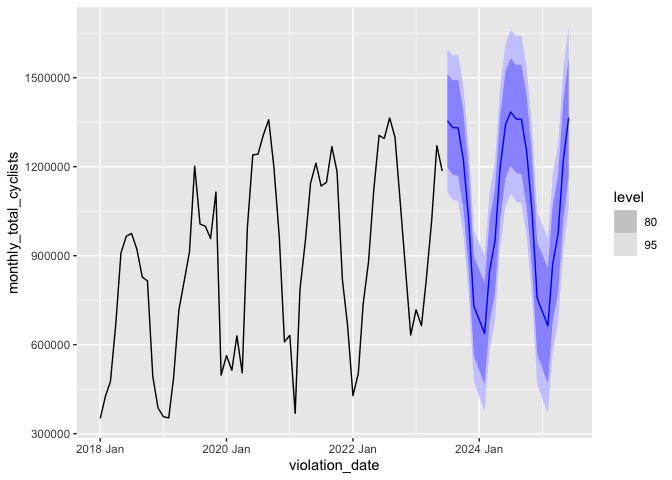 1500000
1200000
900000
600000
300000
monthly_total_cyclists
2018 Jan
2020 Jan
2022 Jan
2024 Jan
violation_date
level
80
95